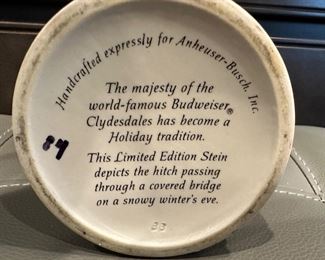 Handcrafted expressly for Anheuser-Busch, Inc.
The majesty of the
world-famous Budweiser®
Clydesdales has become a
Holiday tradition.
84
This Limited Edition Stein
depicts the hitch passing
through a covered bridge
on a snowy winter's eve.
33